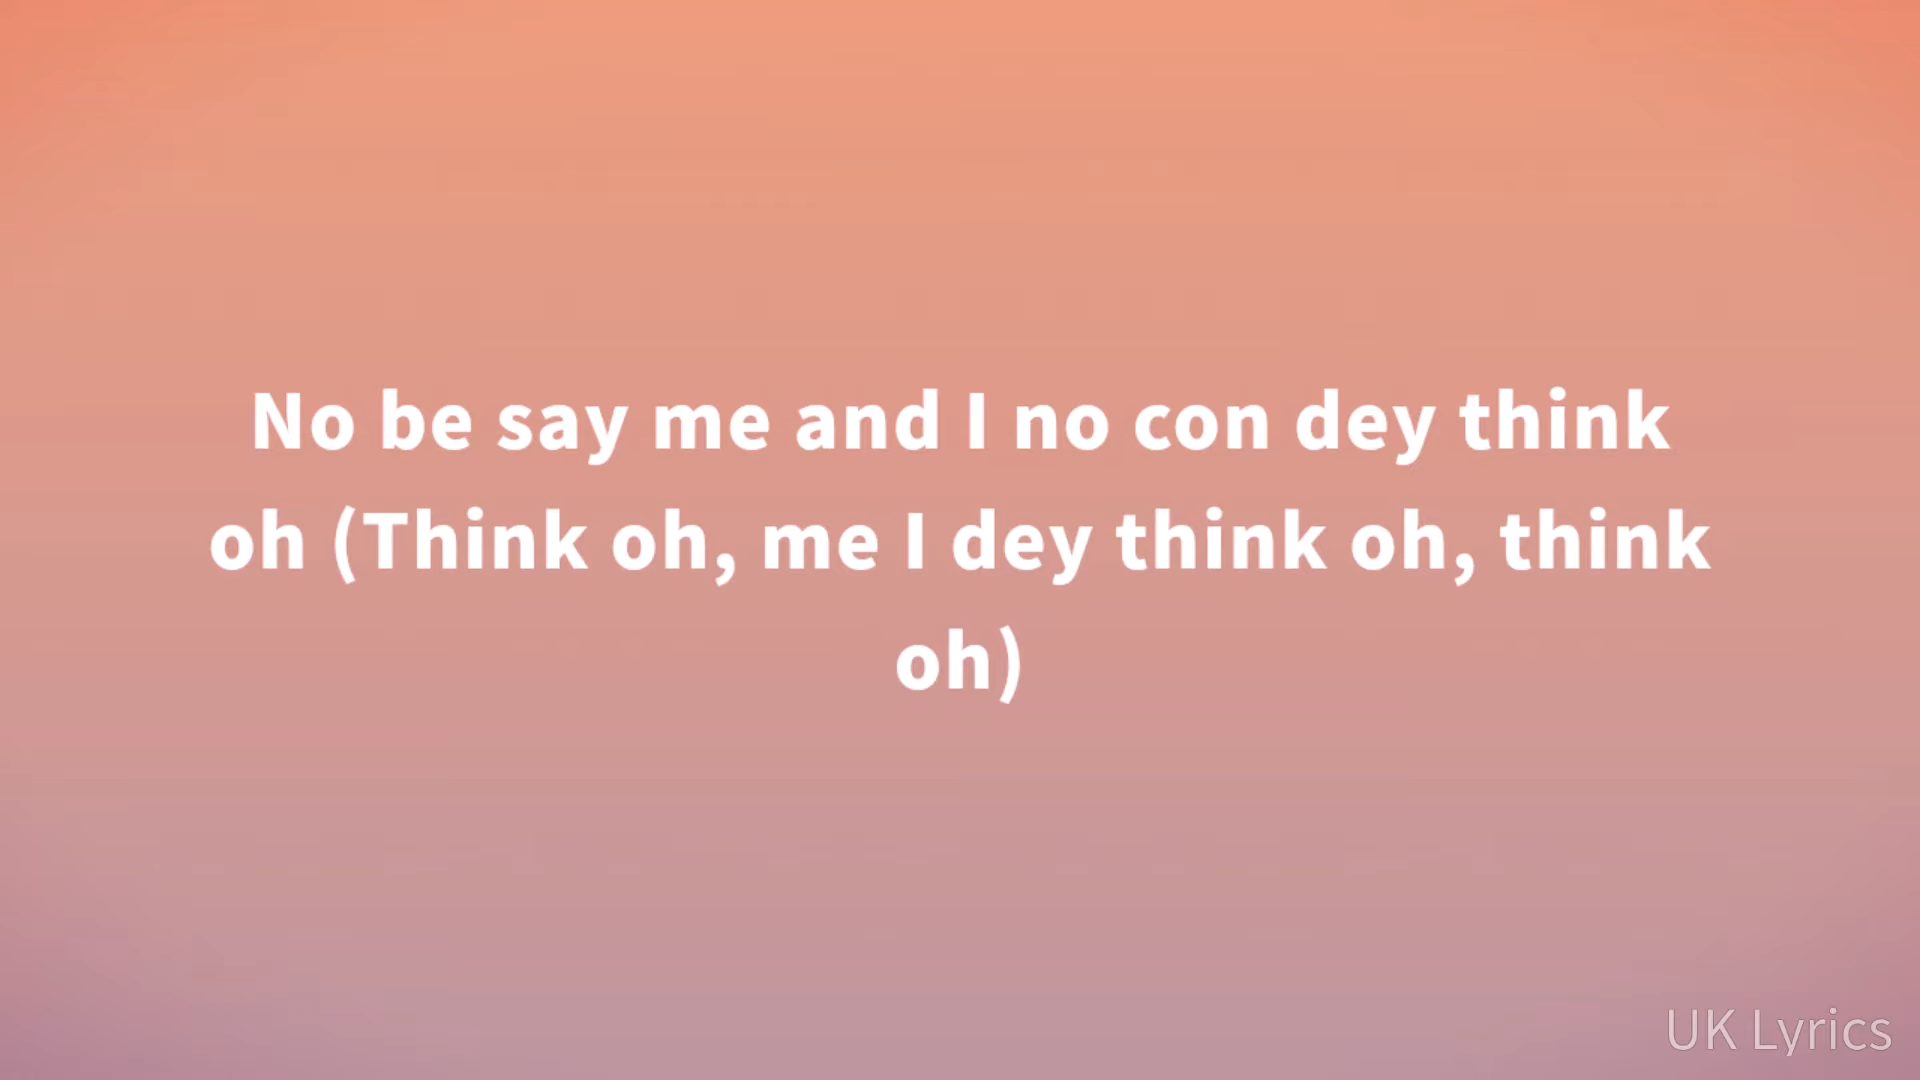 No be say me and I no con dey think
oh (Think oh, me I dey think oh, think
oh)
UK Lyrics